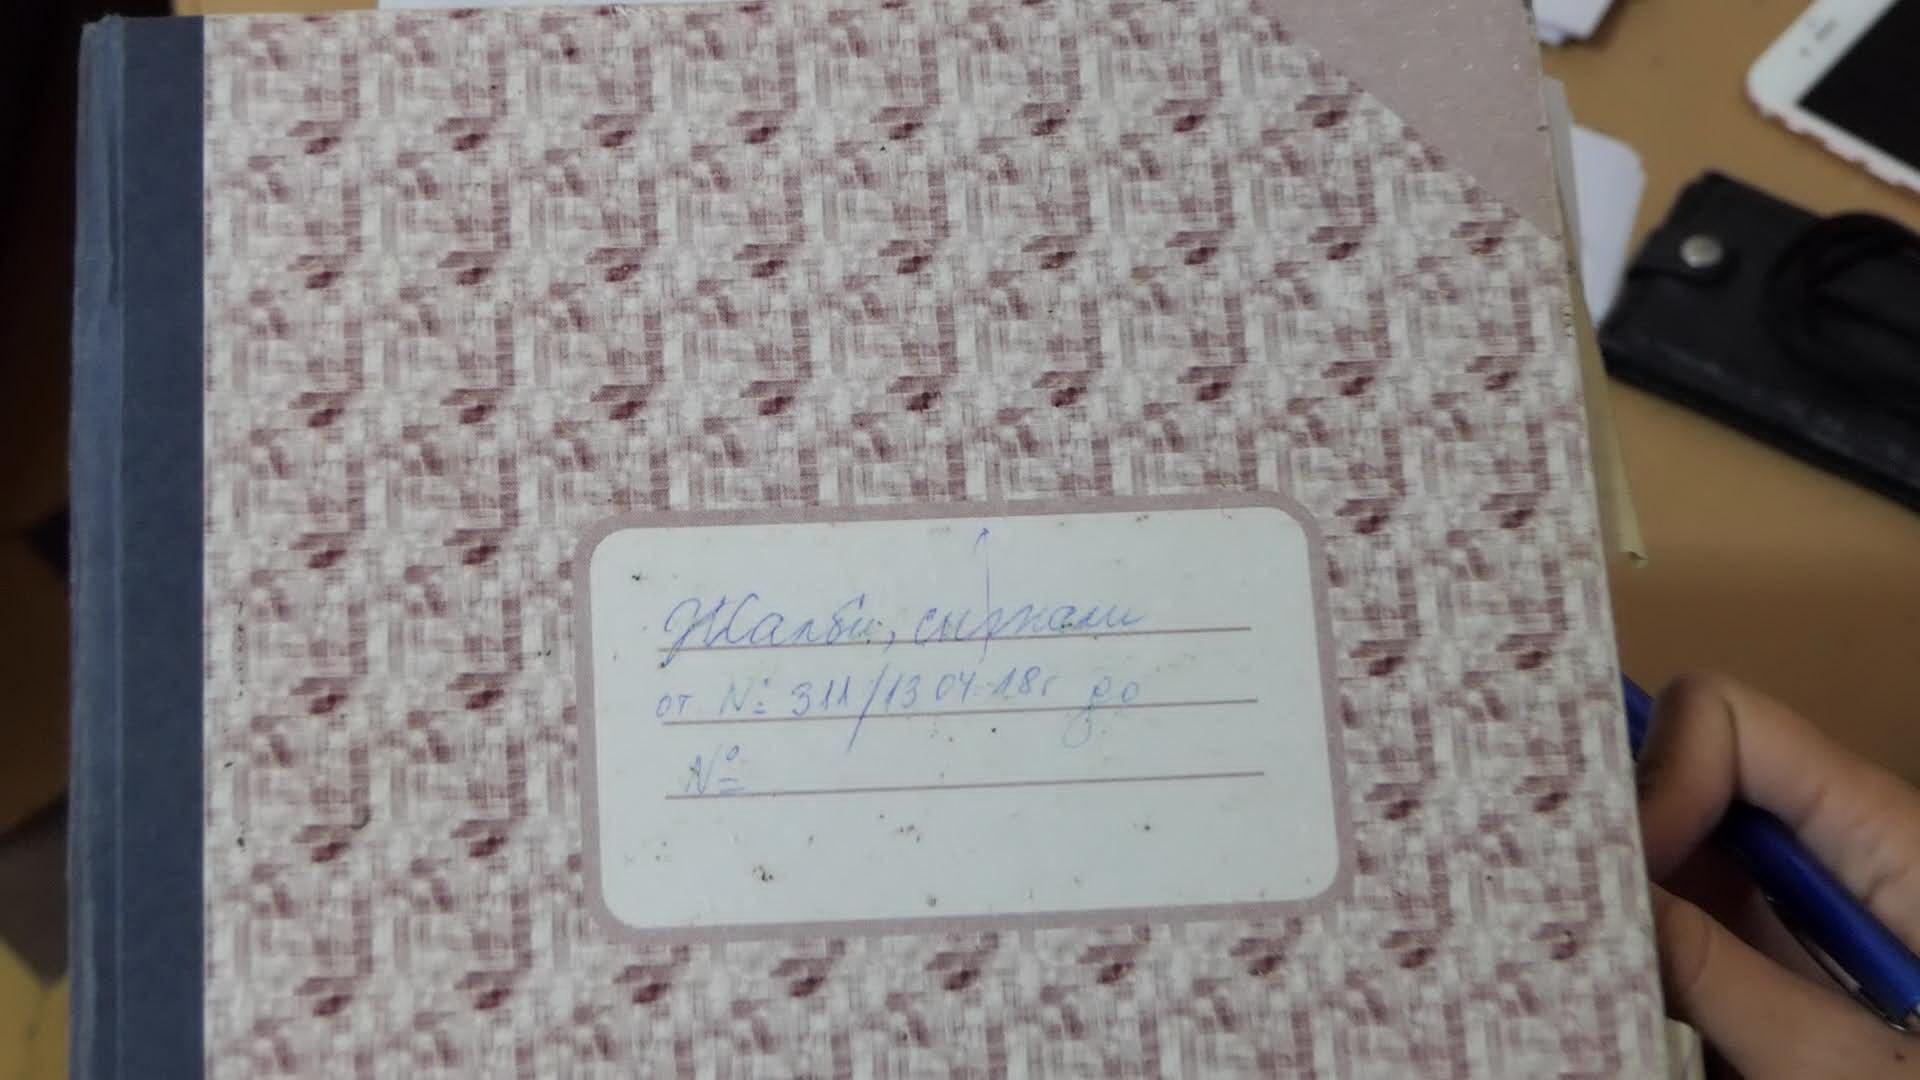 Жалби, сигнали
от № 311/13 04.18г до
№